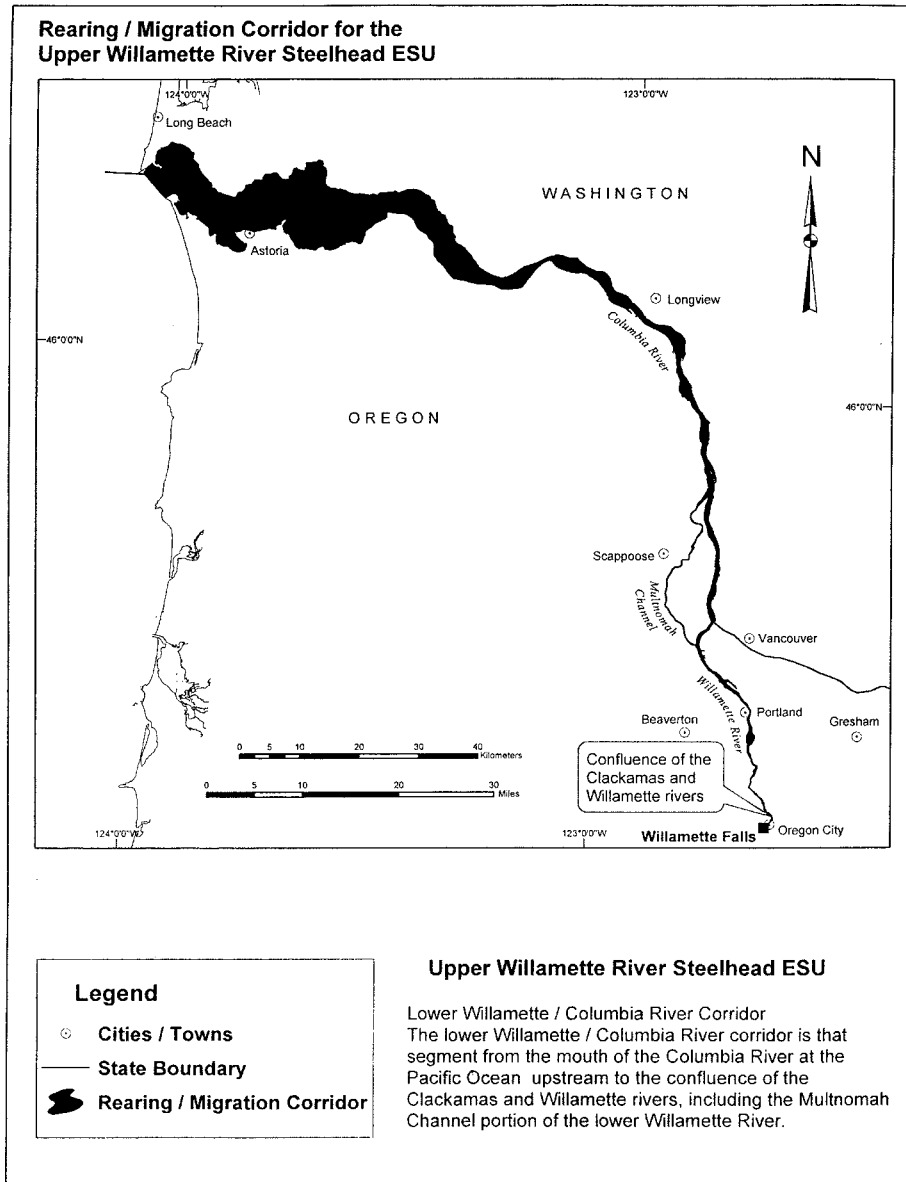 Rearing / Migration Corridor for the
Upper Willamette River Steelhead ESU
124°0'0"W
123°0'0"W
Long Beach
N
WASHINGTON
Astoria
Longview
Columbia River
46°0'0"N
46°0'0"N
OREGON
Scappoose
Multnomah
Channel
Vancouver
Willamette River
Portland
Beaverton
Gresham
0 5 10 20 30 40
Kilometers
Confluence of the
Clackamas and
Willamette rivers
0 5 10 20 30
Miles
124°0'0"W
123°0'0"W
Willamette Falls
Oregon City
Legend
Cities / Towns
State Boundary
Rearing / Migration Corridor
Upper Willamette River Steelhead ESU
Lower Willamette / Columbia River Corridor
The lower Willamette / Columbia River corridor is that
segment from the mouth of the Columbia River at the
Pacific Ocean upstream to the confluence of the
Clackamas and Willamette rivers, including the Multnomah
Channel portion of the lower Willamette River.